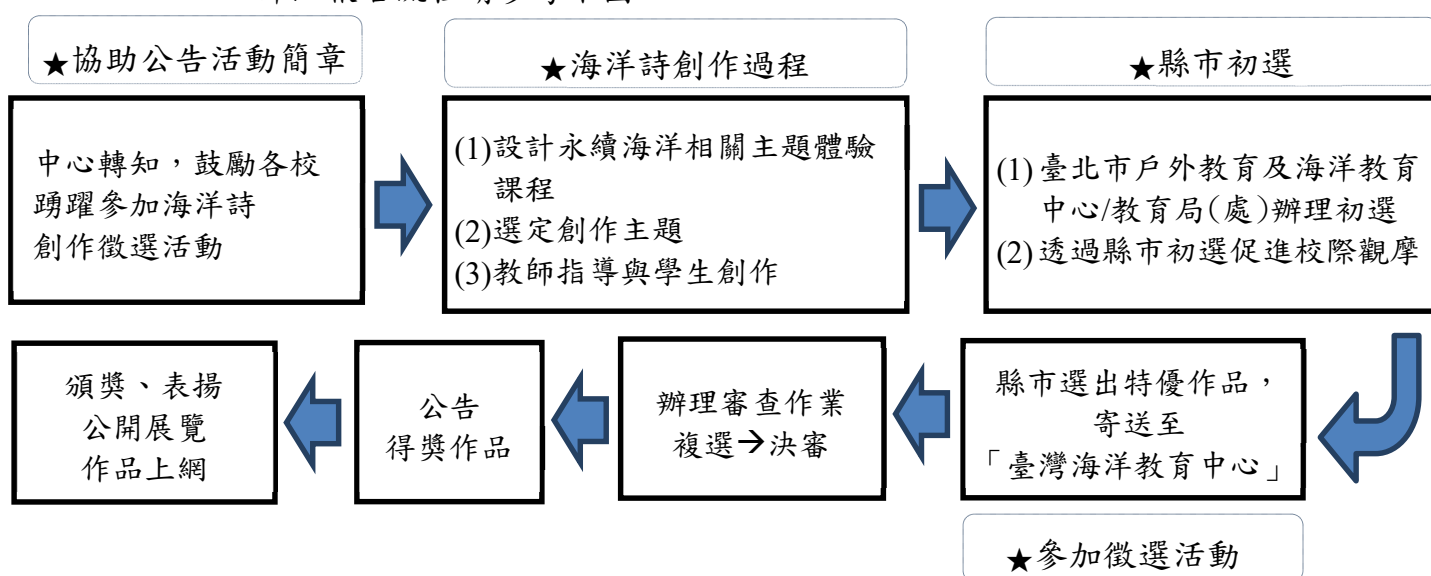 ★協助公告活動簡章
中心轉知，鼓勵各校
踴躍參加海洋詩
創作徵選活動
★海洋詩創作過程
(1)設計永續海洋相關主題體驗
課程
(2)選定創作主題
(3)教師指導與學生創作
★縣市初選
(1)臺北市戶外教育及海洋教育
中心/教育局(處)辦理初選
(2)透過縣市初選促進校際觀摩
縣市選出特優作品，
寄送至
「臺灣海洋教育中心」
★參加徵選活動
辦理審查作業
複選→決審
公告
得獎作品
頒獎、表揚
公開展覽
作品上網